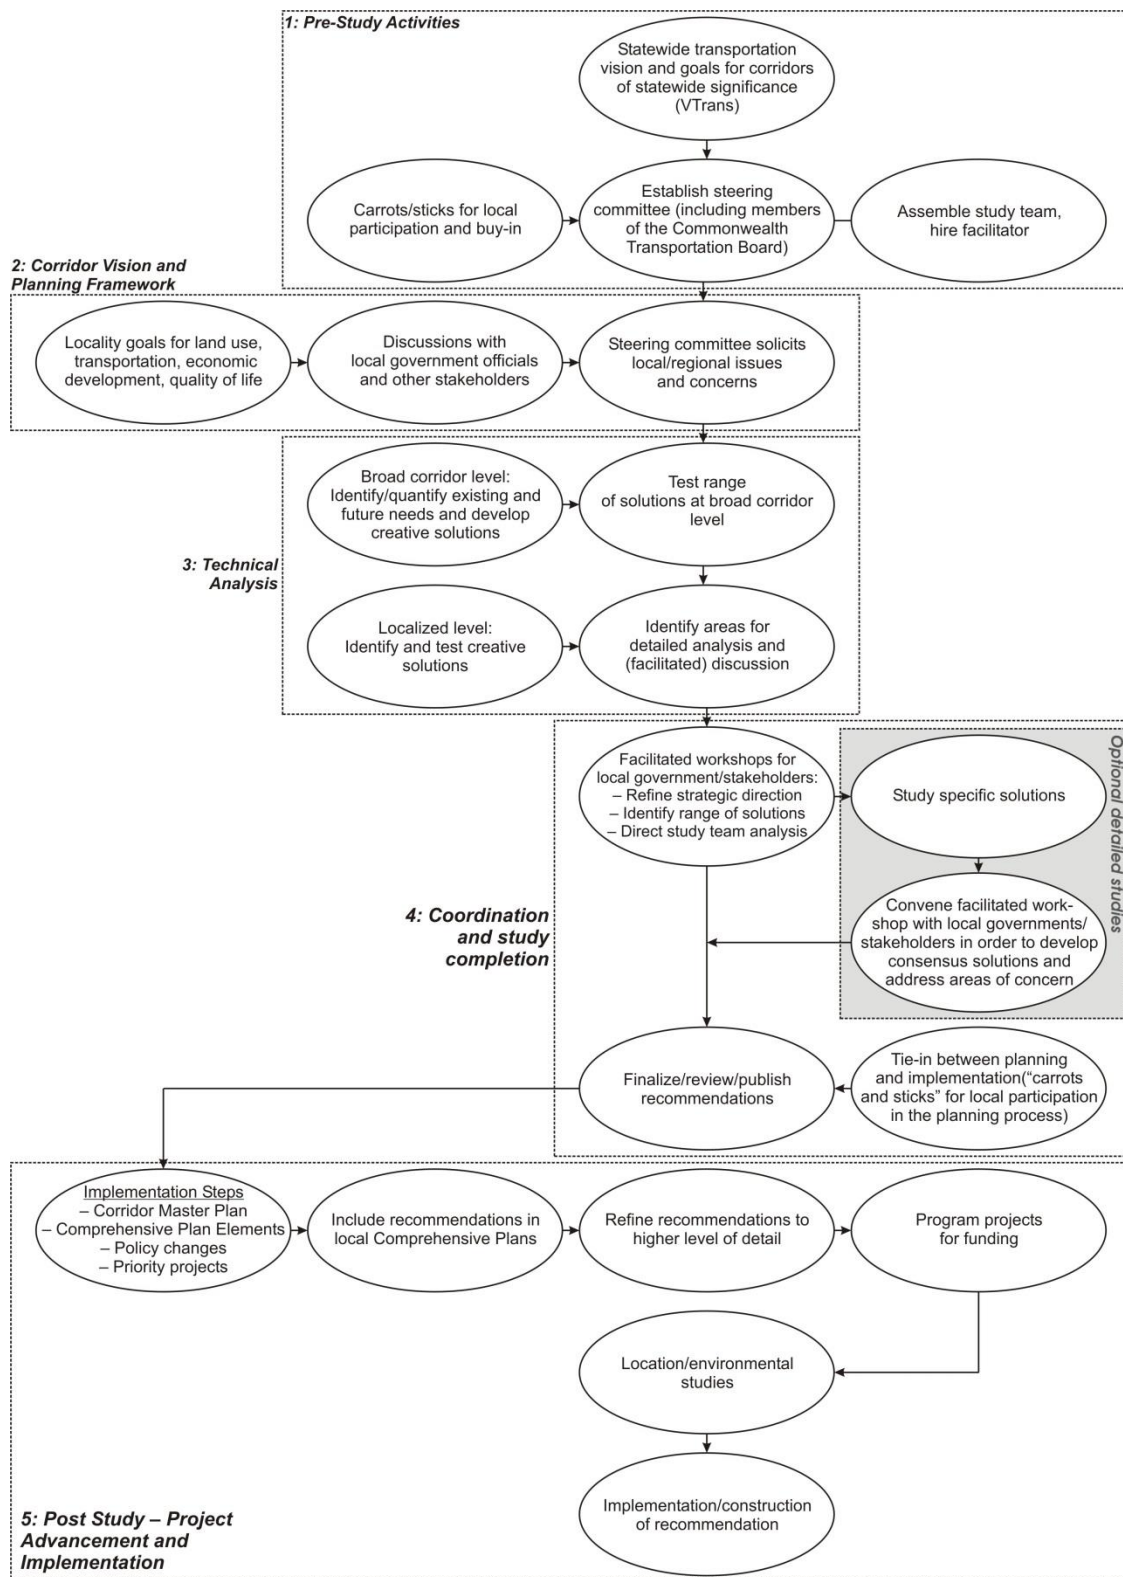 1: Pre-Study Activities
Statewide transportation
vision and goals for corridors
of statewide significance
(VTrans)
Carrots/sticks for local
participation and buy-in
Establish steering
committee (including members
of the Commonwealth
Transportation Board)
Assemble study team,
hire facilitator
2: Corridor Vision and
Planning Framework
Locality goals for land use,
transportation, economic
development, quality of life
Discussions with
local government officials
and other stakeholders
Steering committee solicits
local/regional issues
and concerns
3: Technical
Analysis
Broad corridor level:
Identify/quantify existing and
future needs and develop
creative solutions
Test range
of solutions at broad corridor
level
Localized level:
Identify and test creative
solutions
Identify areas for
detailed analysis and
(facilitated) discussion
4: Coordination
and study
completion
Facilitated workshops for
local government/stakeholders:
– Refine strategic direction
– Identify range of solutions
– Direct study team analysis
Optional detailed studies
Study specific solutions
Convene facilitated work-
shop with local governments/
stakeholders in order to develop
consensus solutions and
address areas of concern
Finalize/review/publish
recommendations
Tie-in between planning
and implementation(“carrots
and sticks” for local participation
in the planning process)
Implementation Steps
– Corridor Master Plan
– Comprehensive Plan Elements
– Policy changes
– Priority projects
Include recommendations in
local Comprehensive Plans
Refine recommendations to
higher level of detail
Program projects
for funding
Location/environmental
studies
Implementation/construction
of recommendation
5: Post Study – Project
Advancement and
Implementation